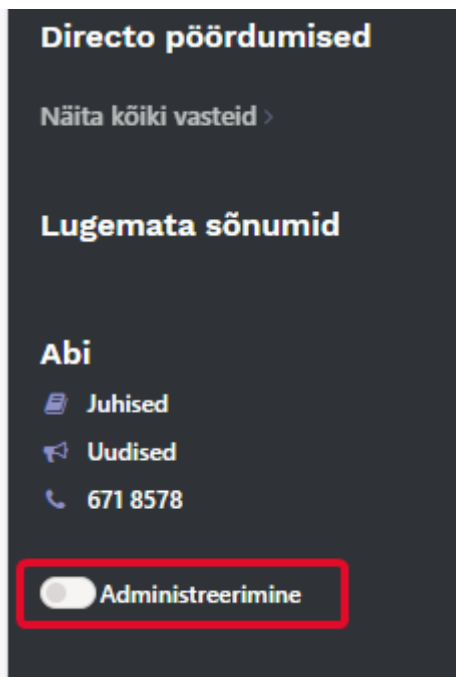 Directo pöördumised
Näita kõiki vasteid >
Lugemata sõnumid
Abi
Juhised
Uudised
671 8578
Administreerimine